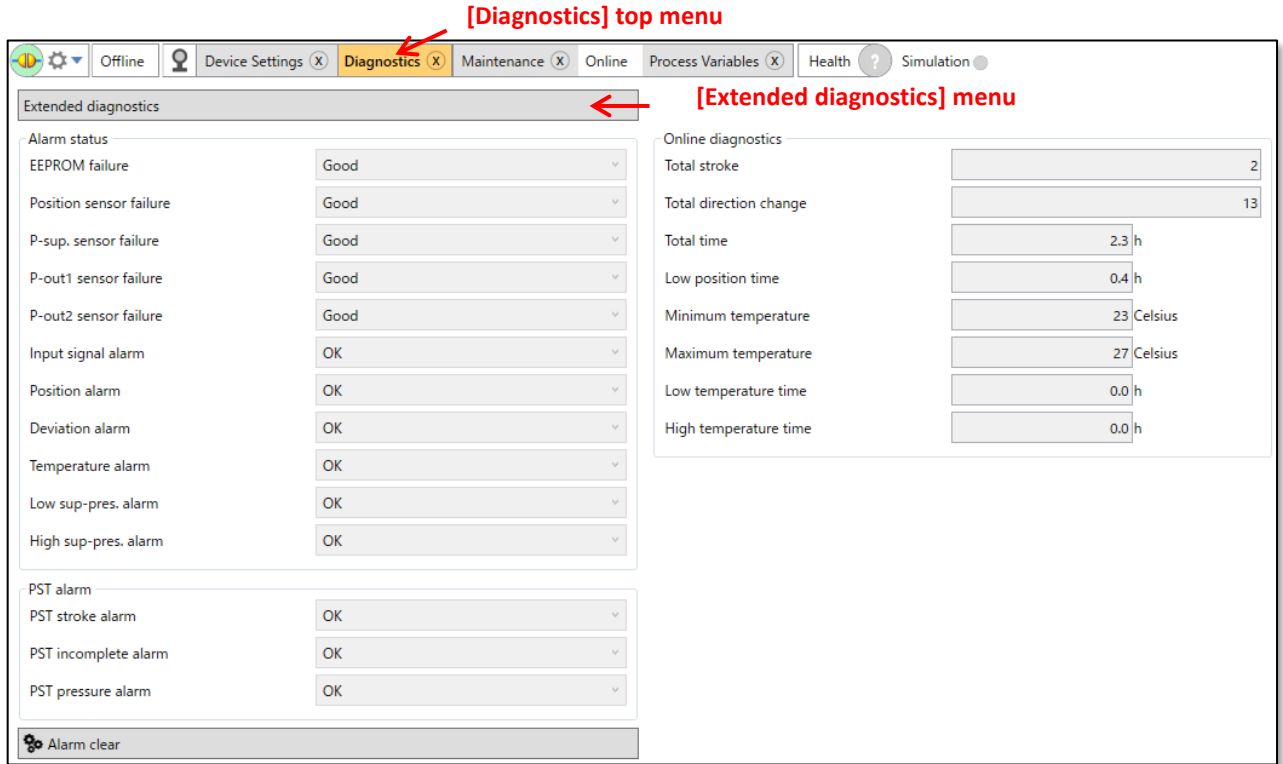 [Diagnostics] top menu
Offline Device Settings X Diagnostics X Maintenance X Online Process Variables X Health ? Simulation
Extended diagnostics
[Extended diagnostics] menu
Alarm status
EEPROM failure Good
Position sensor failure Good
P-sup. sensor failure Good
P-out1 sensor failure Good
P-out2 sensor failure Good
Input signal alarm OK
Position alarm OK
Deviation alarm OK
Temperature alarm OK
Low sup-pres. alarm OK
High sup-pres. alarm OK
PST alarm
PST stroke alarm OK
PST incomplete alarm OK
PST pressure alarm OK
Alarm clear
Online diagnostics
Total stroke 2
Total direction change 13
Total time 2.3 h
Low position time 0.4 h
Minimum temperature 23 Celsius
Maximum temperature 27 Celsius
Low temperature time 0.0 h
High temperature time 0.0 h